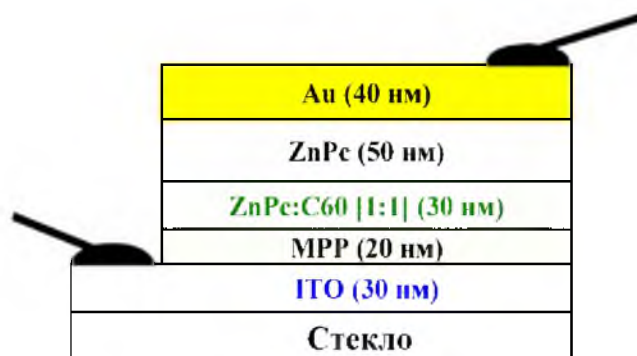 Au (40 нм)
ZnPc (50 нм)
ZnPc:C60 |1:1| (30 нм)
MPP (20 нм)
ITO (30 нм)
Стекло